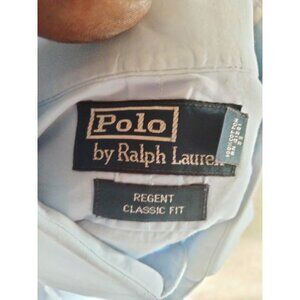 Polo
by Ralph Lauren
REGENT
CLASSIC FIT